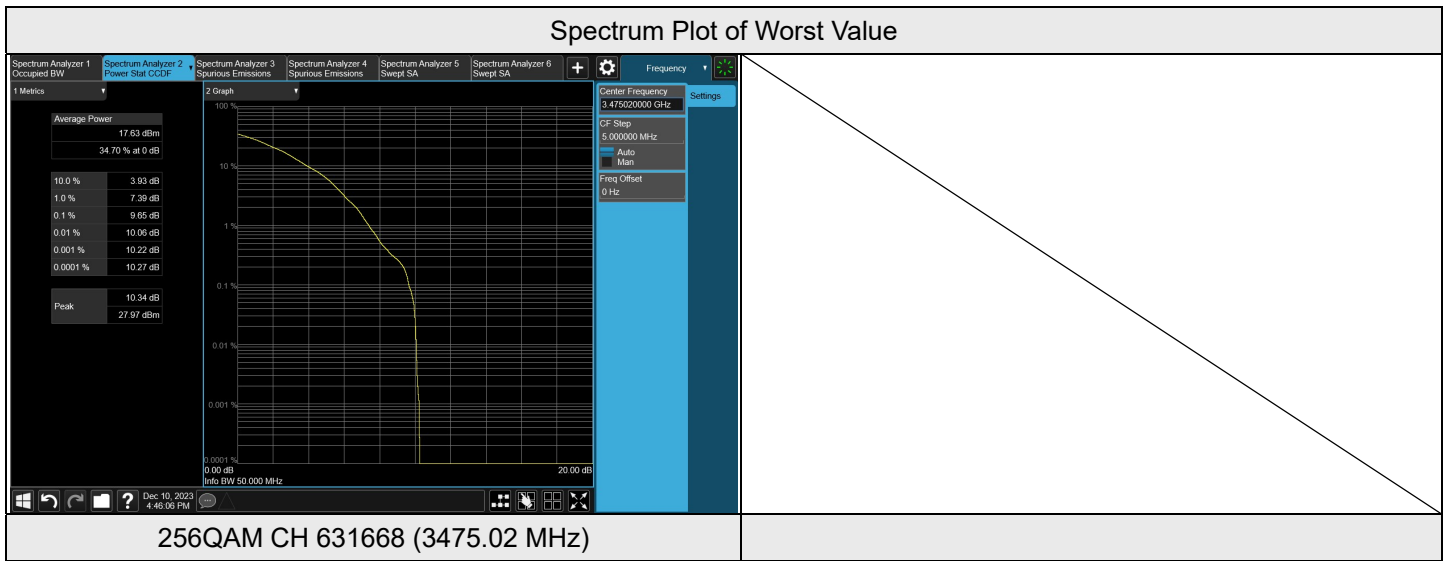 Spectrum Plot of Worst Value
Spectrum Analyzer 1
Occupied BW
Spectrum Analyzer 2
Power Stat CCDF
Spectrum Analyzer 3
Spurious Emissions
Spectrum Analyzer 4
Spurious Emissions
Spectrum Analyzer 5
Swept SA
Spectrum Analyzer 6
Swept SA
Frequency
1 Metrics
Average Power
17.63 dBm
34.70 % at 0 dB
10.0 % 3.93 dB
1.0 % 7.39 dB
0.1 % 9.65 dB
0.01 % 10.06 dB
0.001 % 10.22 dB
0.0001 % 10.27 dB
Peak 10.34 dB
27.97 dBm
2 Graph
100 %
10 %
1 %
0.1 %
0.01 %
0.001 %
0.0001 %
0.00 dB 20.00 dB
Info BW 50.000 MHz
Center Frequency
3.475020000 GHz
Settings
CF Step
5.000000 MHz
Auto
Man
Freq Offset
0 Hz
?
Dec 10, 2023
4:46:06 PM
256QAM CH 631668 (3475.02 MHz)